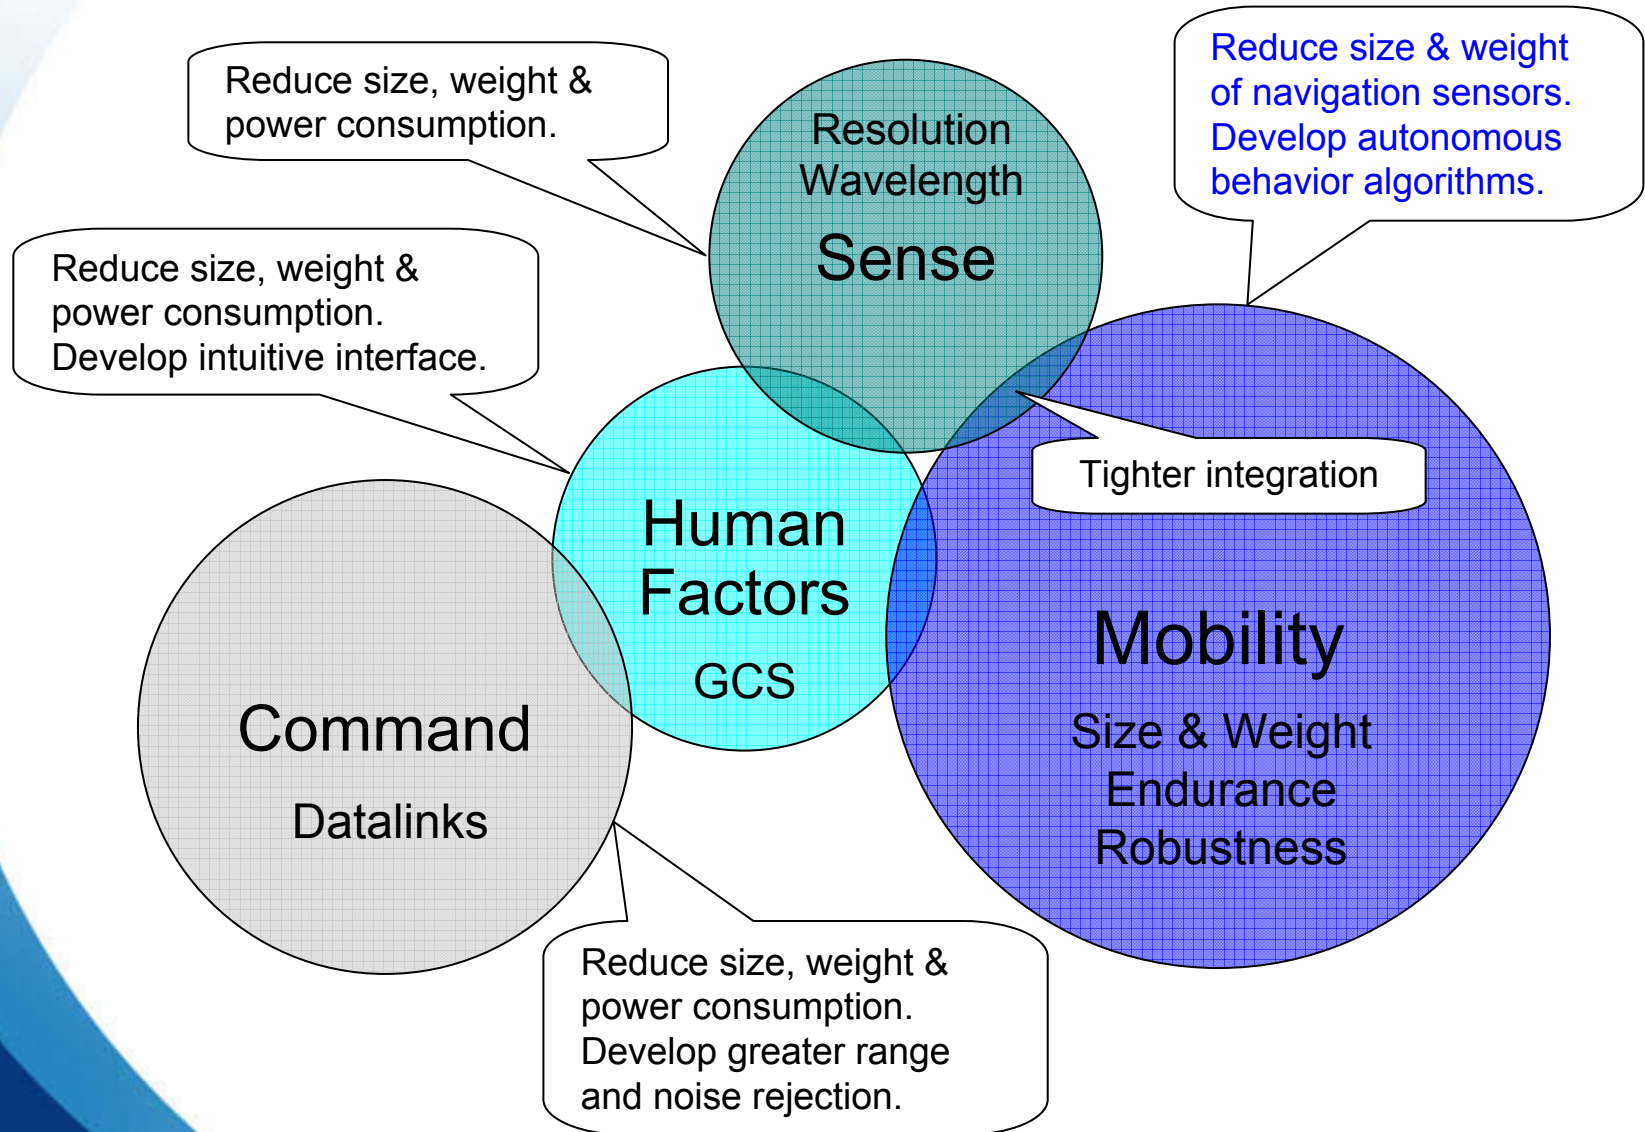 Reduce size, weight &
power consumption.
Resolution
Wavelength
Sense
Reduce size & weight
of navigation sensors.
Develop autonomous
behavior algorithms.
Reduce size, weight &
power consumption.
Develop intuitive interface.
Tighter integration
Human
Factors
GCS
Mobility
Size & Weight
Endurance
Robustness
Command
Datalinks
Reduce size, weight &
power consumption.
Develop greater range
and noise rejection.